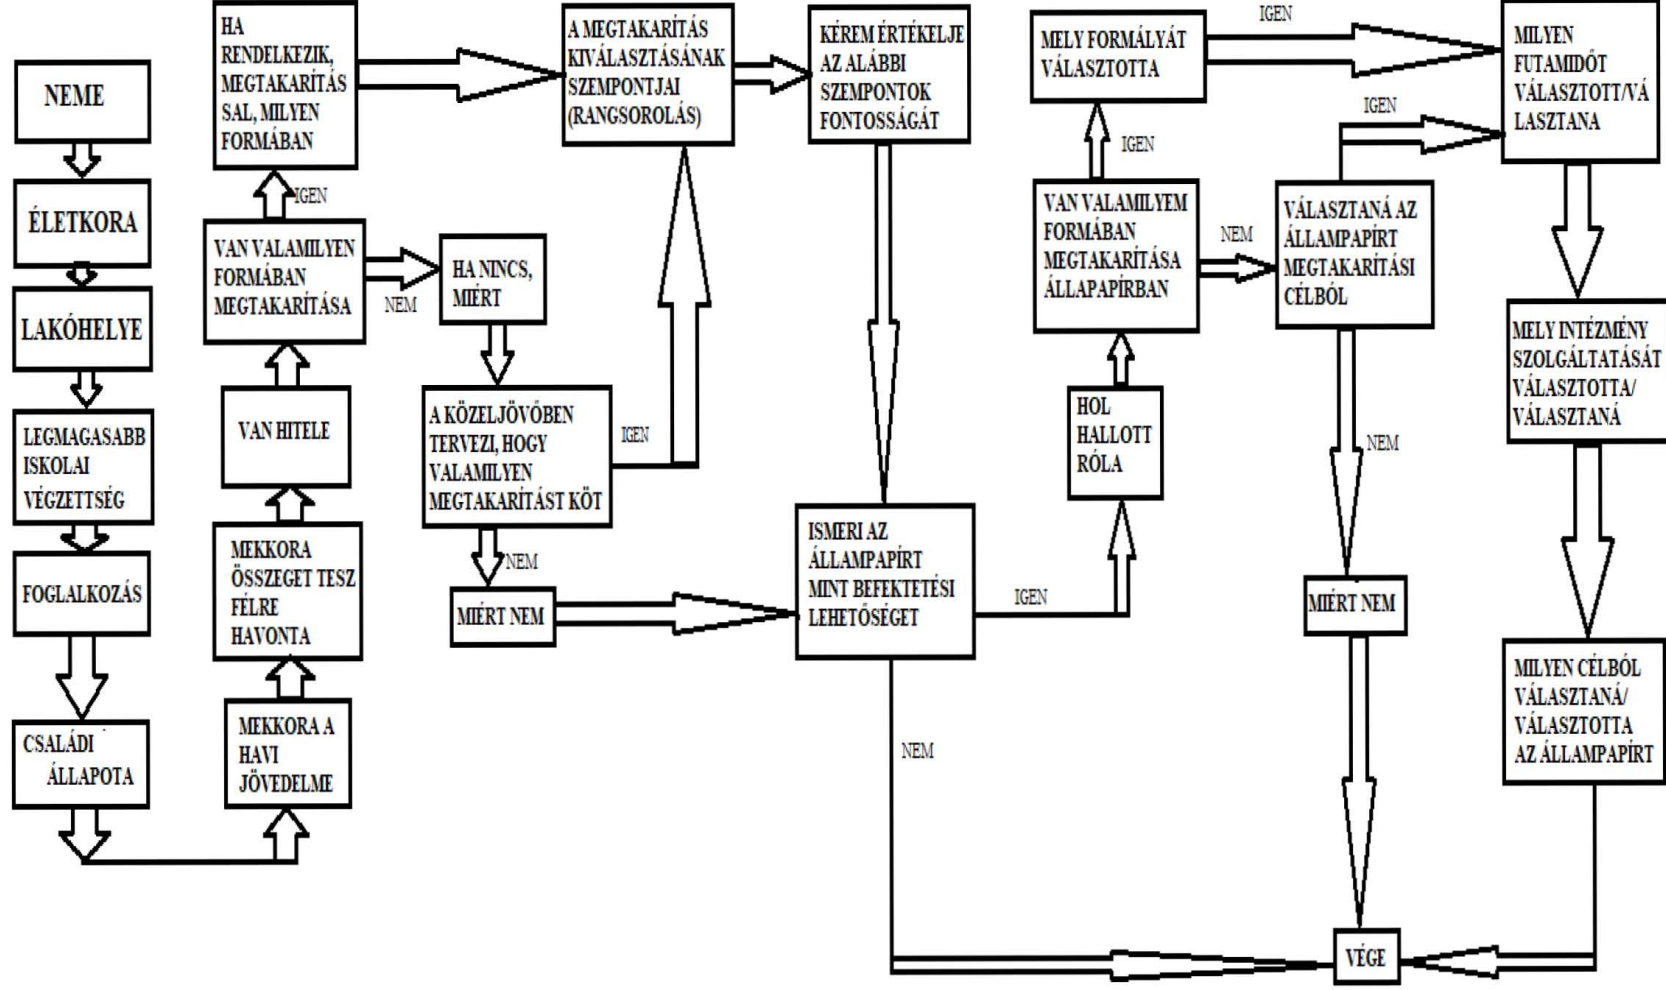 NEME
ÉLETKORA
LAKÓHELYE
LEGMAGASABB
ISKOLAI
VÉGZETTSÉG
FOGLALKOZÁS
CSALÁDI
ÁLLAPOTA
MEKKORA A
HAVI
JÖVEDELME
MEKKORA
ÖSSZEGET TESZ
FÉLRE
HAVONTA
VAN HITELE
VAN VALAMILYEN
FORMÁBAN
MEGTAKARÍTÁSA
IGEN
HA
RENDELKEZIK,
MEGTAKARÍTÁS
SAL, MILYEN
FORMÁBAN
NEM
HA NINCS,
MIÉRT
A KÖZELJÖVŐBEN
TERVEZI, HOGY
VALAMILYEN
MEGTAKARÍTÁST KÖT
IGEN
NEM
MIÉRT NEM
A MEGTAKARÍTÁS
KIVÁLASZTÁSÁNAK
SZEMPONTJAI
(RANGSOROLÁS)
KÉREM ÉRTÉKELJE
AZ ALÁBBI
SZEMPONTOK
FONTOSSÁGÁT
ISMERI AZ
ÁLLAMPAPÍRT
MINT BEFEKTETÉSI
LEHETŐSÉGET
IGEN
NEM
HOL
HALLOTT
RÓLA
VAN VALAMILYEM
FORMÁBAN
MEGTAKARÍTÁSA
ÁLLAPAPÍRBAN
IGEN
MELY FORMÁLYÁT
VÁLASZTOTTA
IGEN
NEM
VÁLASZTANÁ AZ
ÁLLAMPAPÍRT
MEGTAKARÍTÁSI
CÉLBÓL
IGEN
NEM
MIÉRT NEM
MILYEN
FUTAMIDŐT
VÁLASZTOTT/VÁ
LASZTANA
MELY INTÉZMÉNY
SZOLGÁLTATÁSÁT
VÁLASZTOTTA/
VÁLASZTANÁ
MILYEN CÉLBÓL
VÁLASZTANÁ/
VÁLASZTOTTA
AZ ÁLLAMPAPÍRT
VÉGE